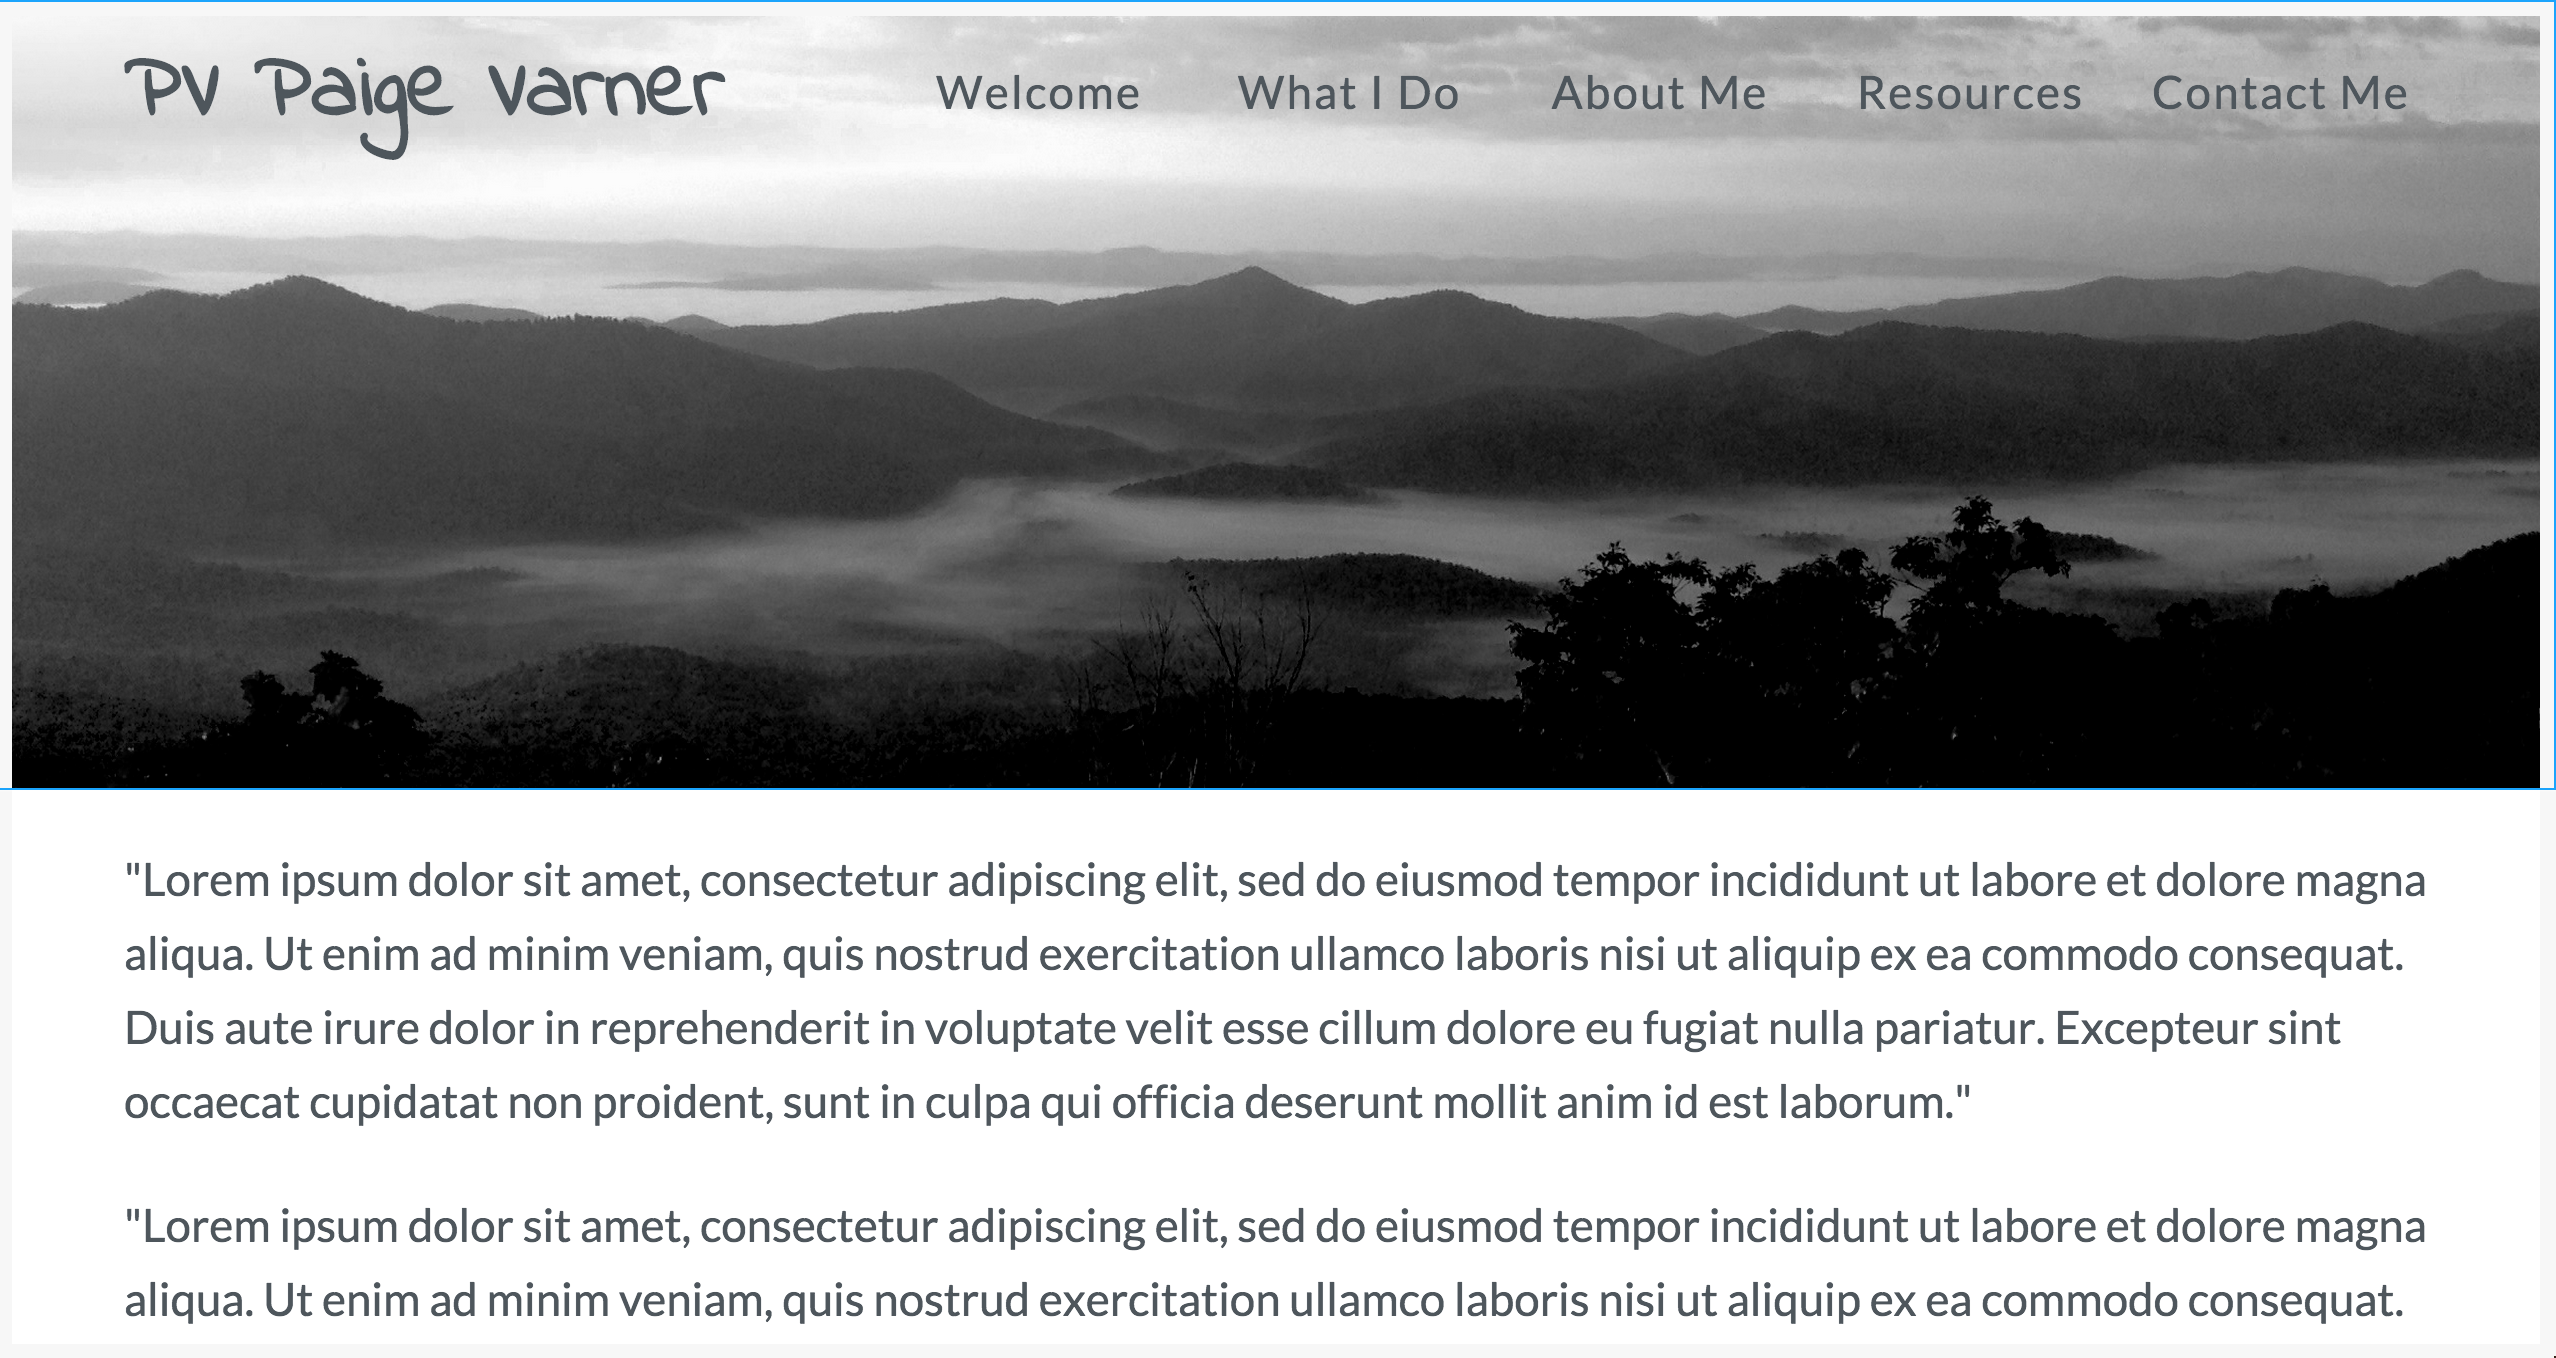 PV Paige Varner
Welcome What I Do About Me Resources Contact Me
"Lorem ipsum dolor sit amet, consectetur adipiscing elit, sed do eiusmod tempor incididunt ut labore et dolore magna
aliqua. Ut enim ad minim veniam, quis nostrud exercitation ullamco laboris nisi ut aliquip ex ea commodo consequat.
Duis aute irure dolor in reprehenderit in voluptate velit esse cillum dolore eu fugiat nulla pariatur. Excepteur sint
occaecat cupidatat non proident, sunt in culpa qui officia deserunt mollit anim id est laborum."
"Lorem ipsum dolor sit amet, consectetur adipiscing elit, sed do eiusmod tempor incididunt ut labore et dolore magna
aliqua. Ut enim ad minim veniam, quis nostrud exercitation ullamco laboris nisi ut aliquip ex ea commodo consequat.